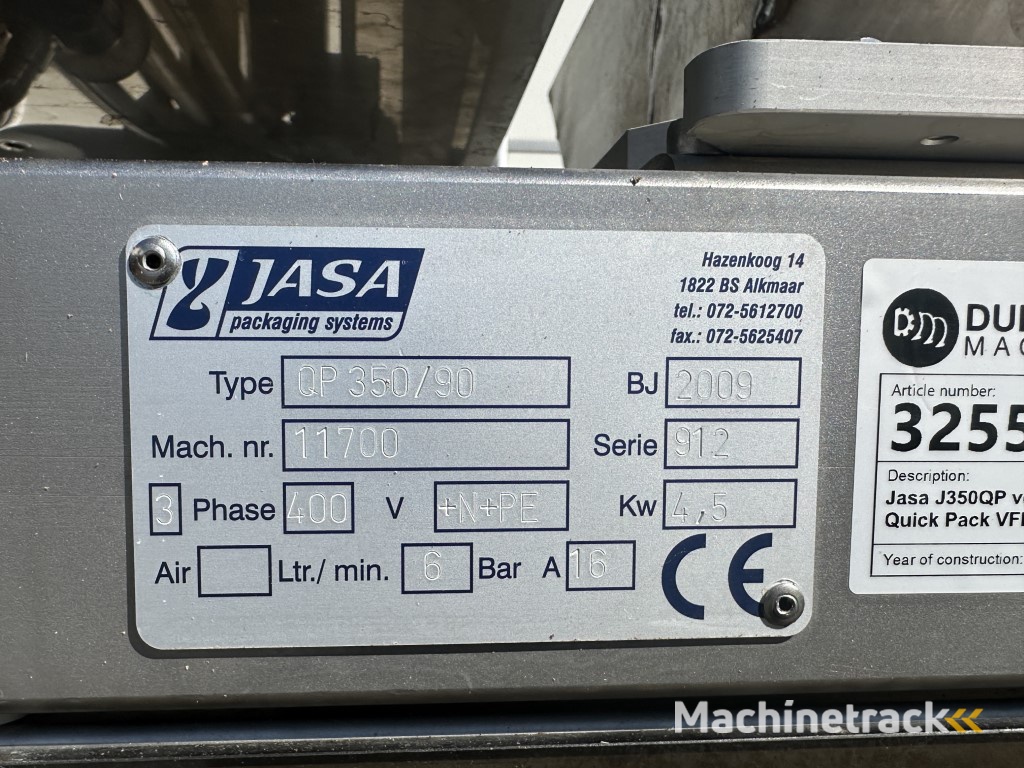 JASA
packaging systems
Hazenkoog 14
1822 BS Alkmaar
tel.: 072-5612700
fax.: 072-5625407
Type QP 350/90 BJ 2009
Mach. nr. 11700 Serie 912
3 Phase 400 V +N+PE Kw 4,5
Air Ltr./ min. 6 Bar A 16
CE
Article number:
3255
Description:
Jasa J350QP
Quick Pack
Year of construction:
Machinetrack